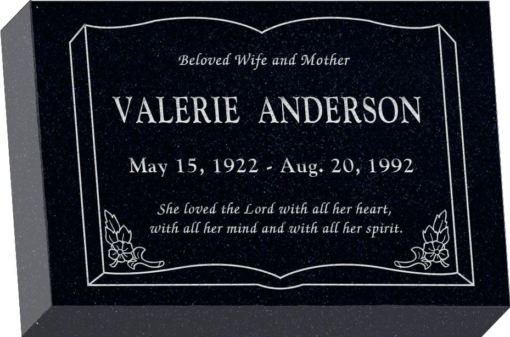 Beloved Wife and Mother
VALERIE ANDERSON
May 15, 1922 - Aug. 20, 1992
She loved the Lord with all her heart,
with all her mind and with all her spirit.